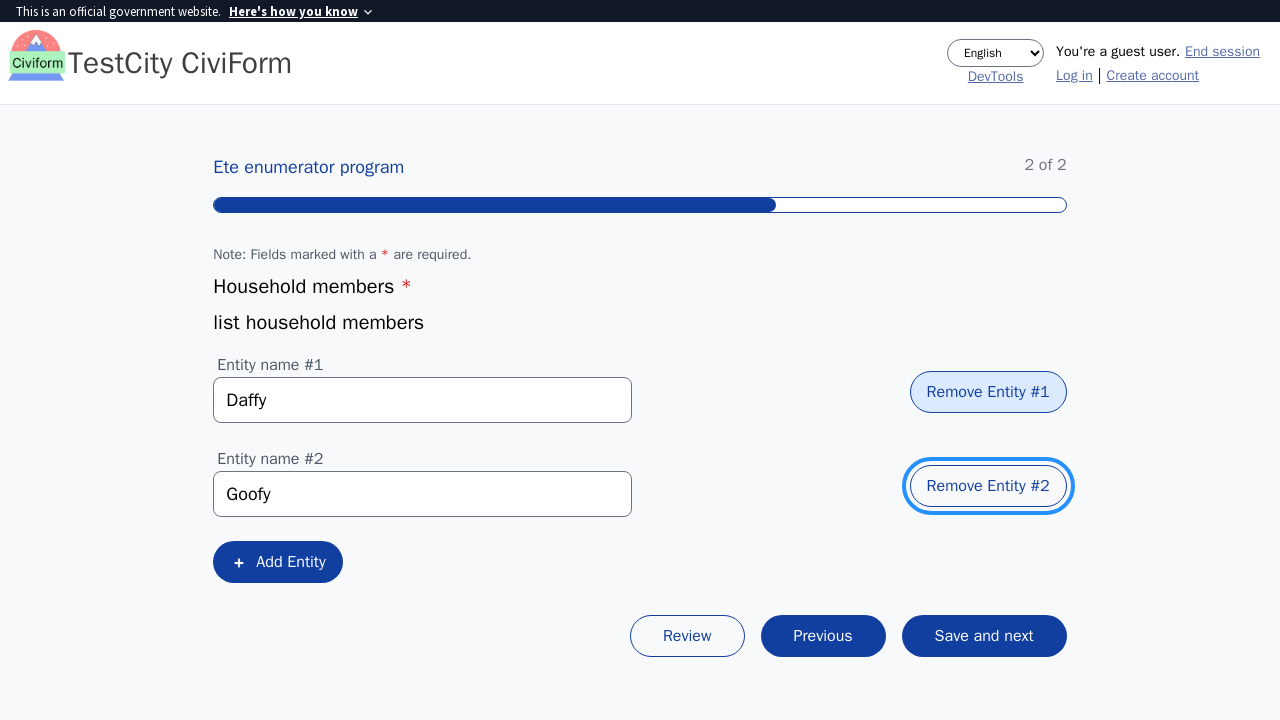 This is an official government website. Here's how you know
Civiform TestCity CiviForm
English
DevTools
You're a guest user. End session
Log in | Create account
Ete enumerator program
2 of 2
Note: Fields marked with a * are required.
Household members *
list household members
Entity name #1
Daffy
Remove Entity #1
Entity name #2
Goofy
Remove Entity #2
+ Add Entity
Review Previous Save and next